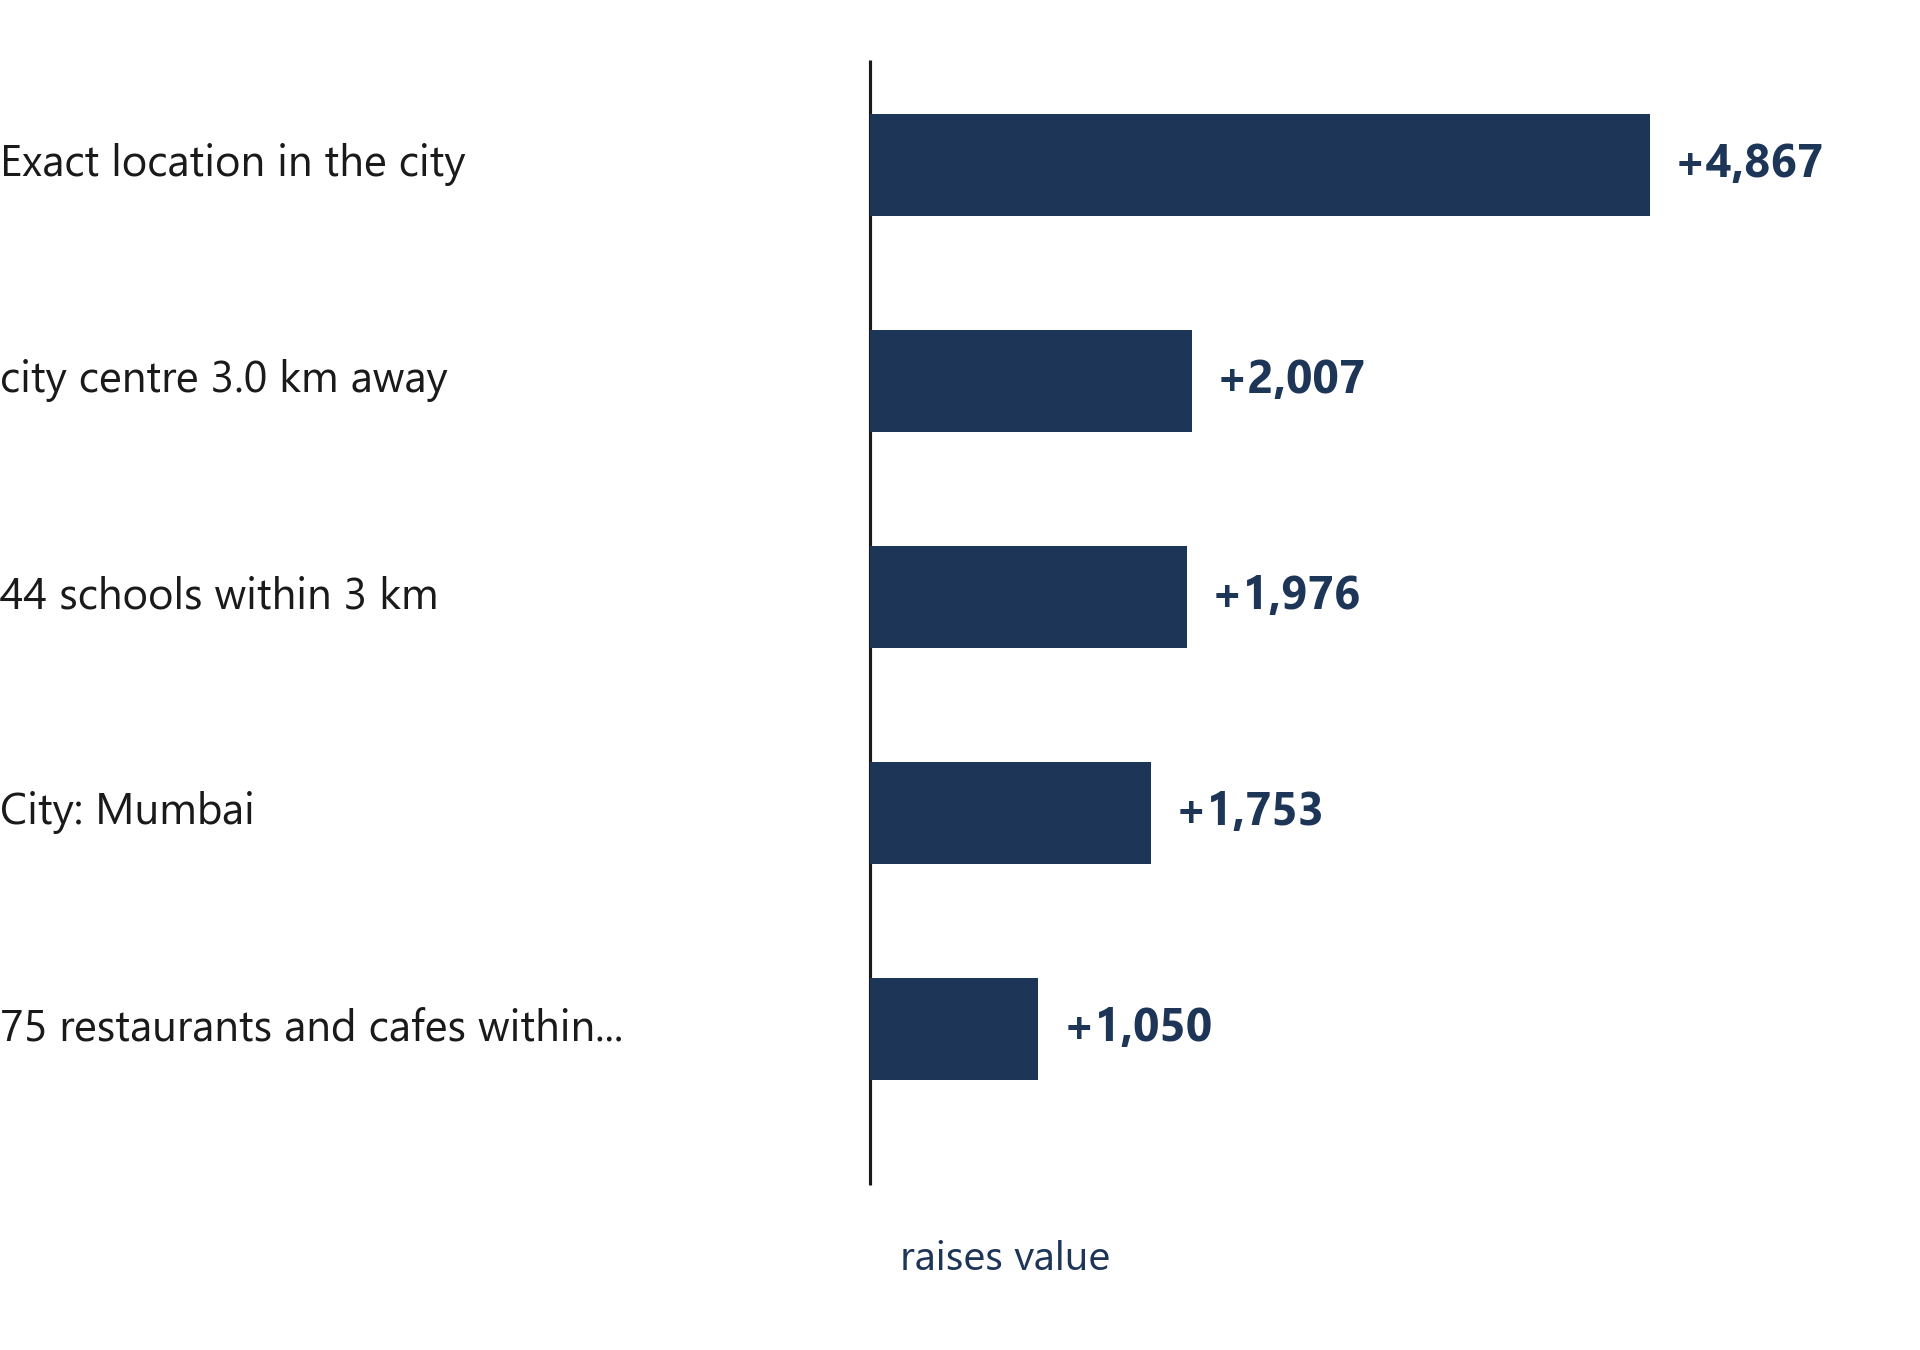 Exact location in the city +4,867
city centre 3.0 km away +2,007
44 schools within 3 km +1,976
City: Mumbai +1,753
75 restaurants and cafes within... +1,050
raises value